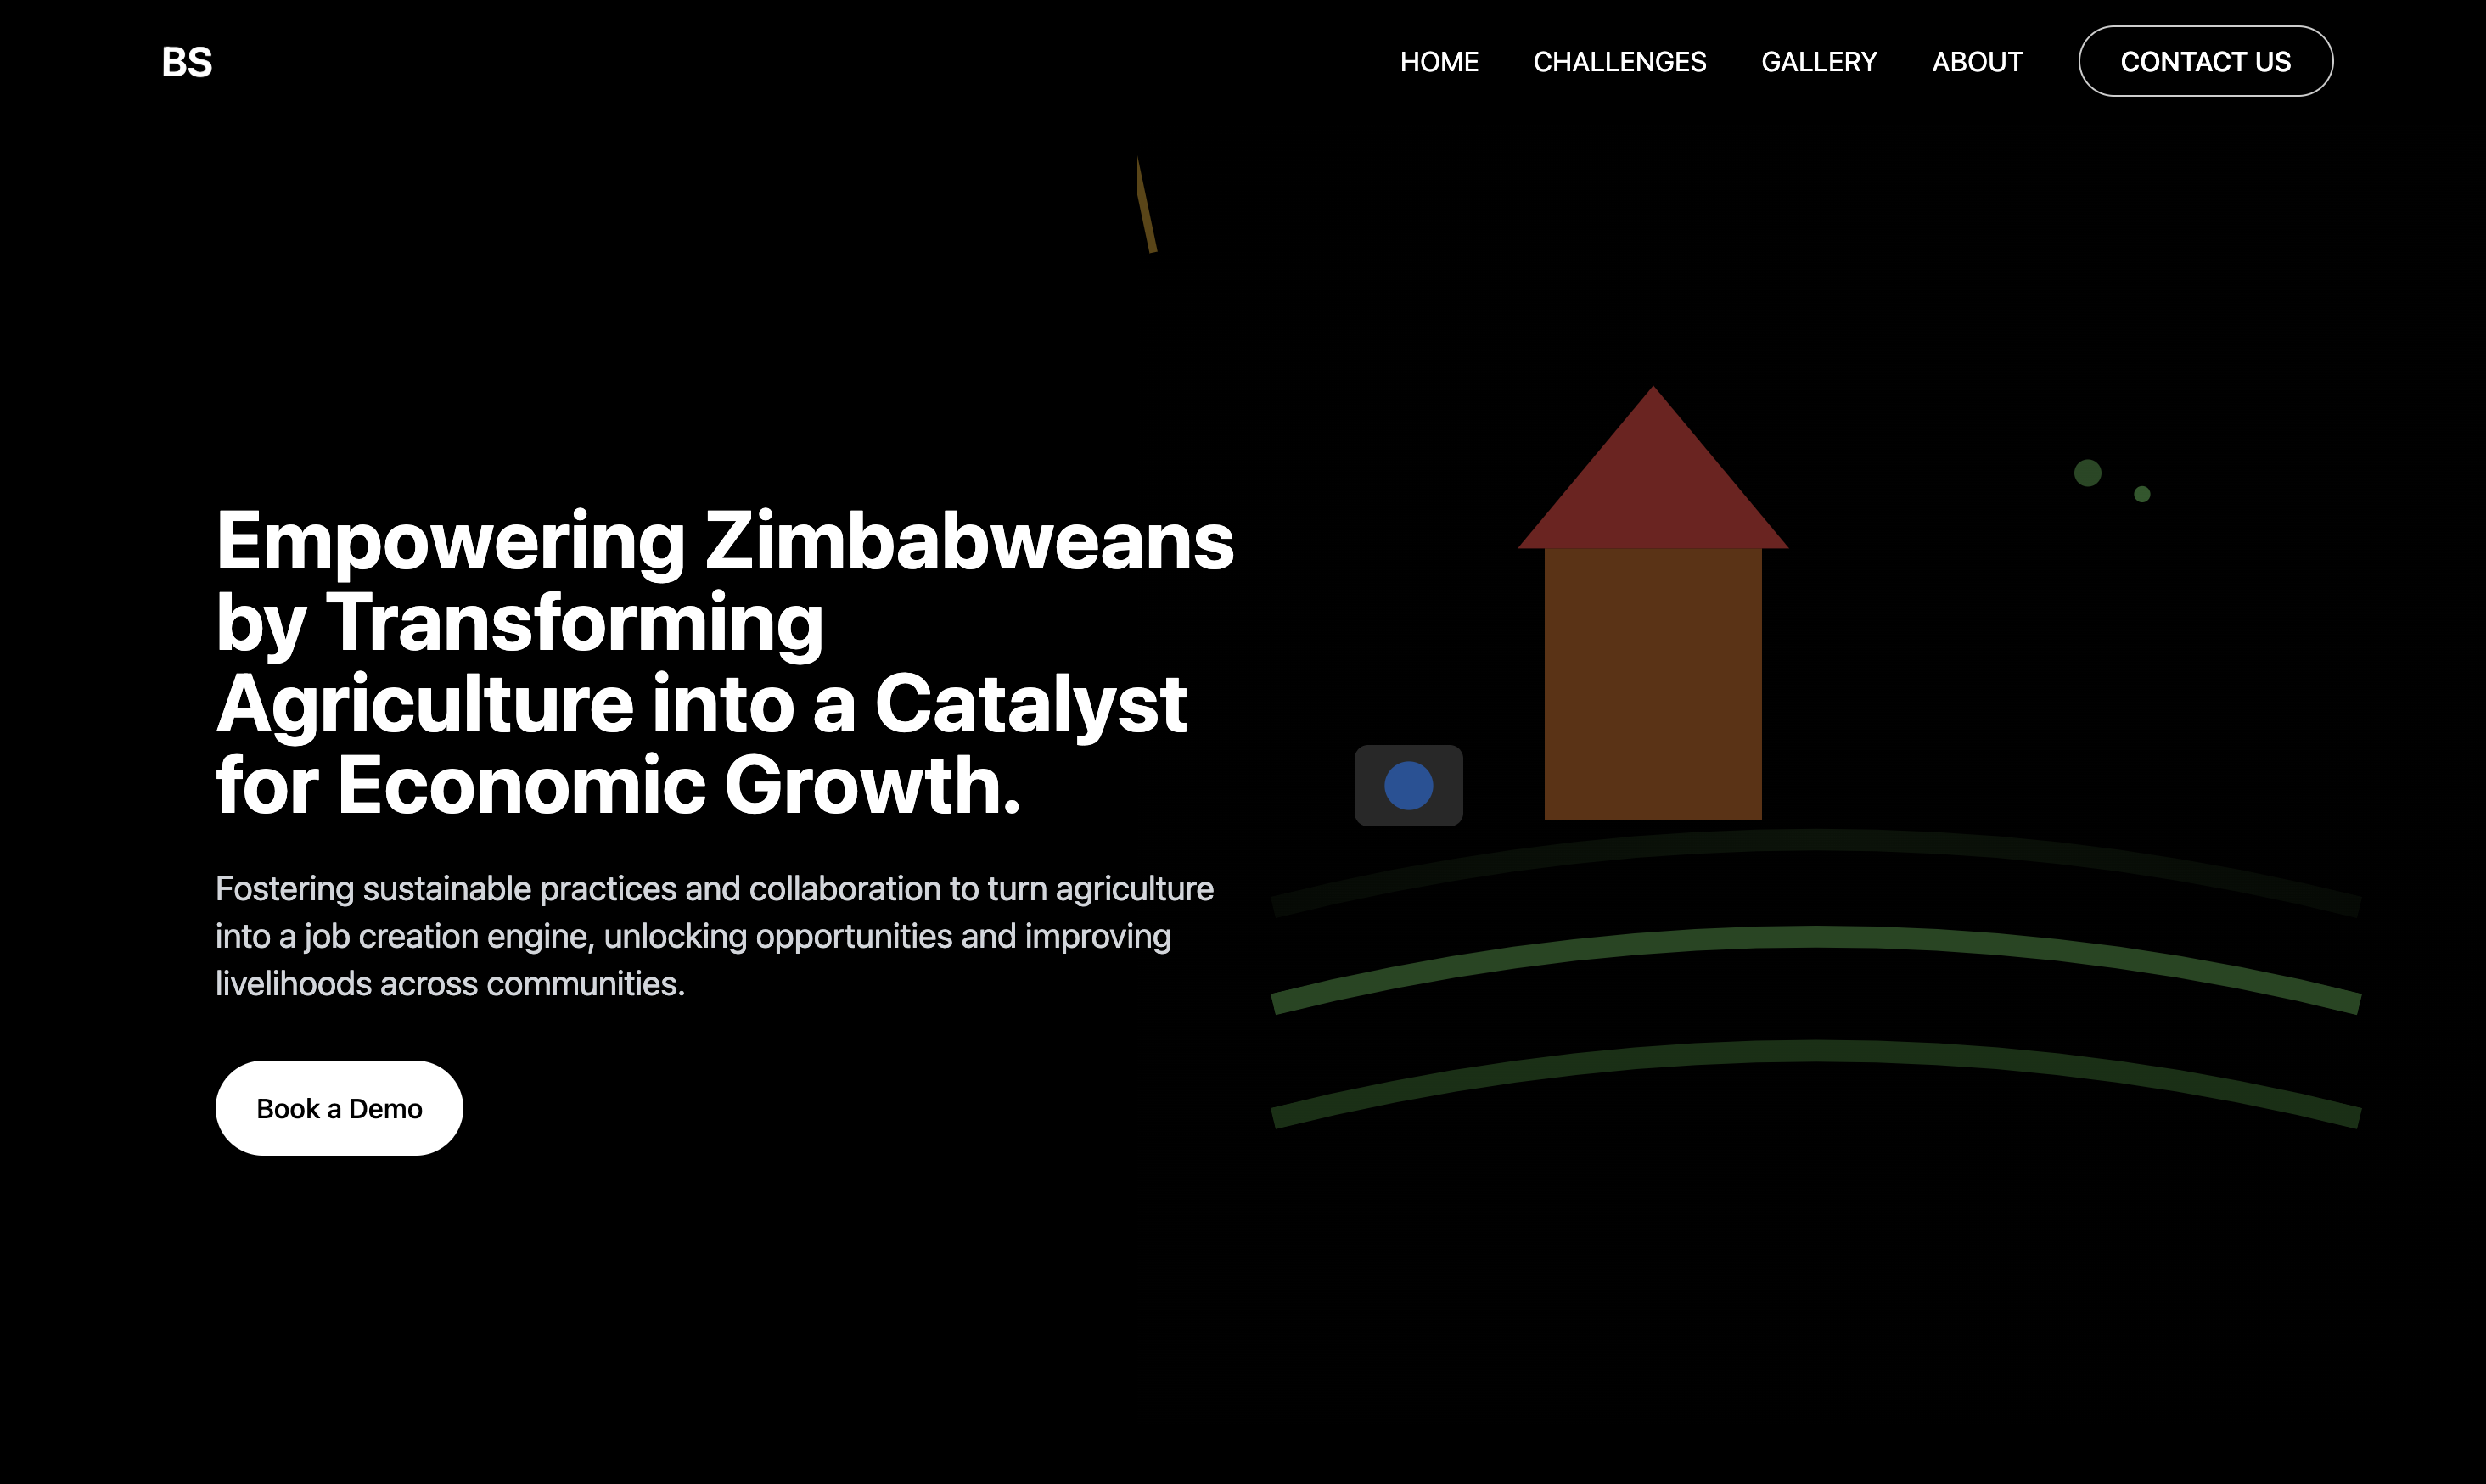 BS
HOME CHALLENGES GALLERY ABOUT CONTACT US
Empowering Zimbabweans
by Transforming
Agriculture into a Catalyst
for Economic Growth.
Fostering sustainable practices and collaboration to turn agriculture
into a job creation engine, unlocking opportunities and improving
livelihoods across communities.
Book a Demo